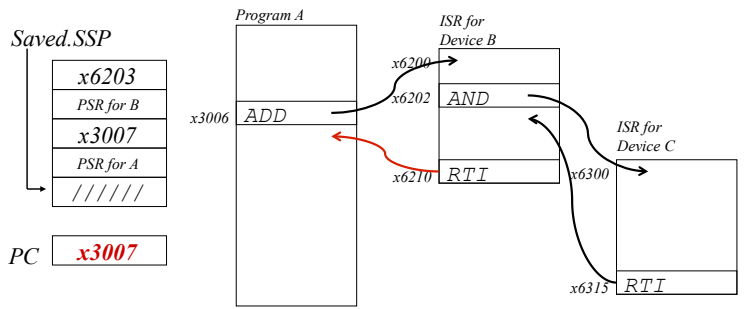 Saved.SSP
x6203
PSR for B
x3007
PSR for A
//////
PC
x3007
Program A
x3006
ADD
ISR for
Device B
x6200
x6202
AND
x6210
RTI
ISR for
Device C
x6300
x6315
RTI